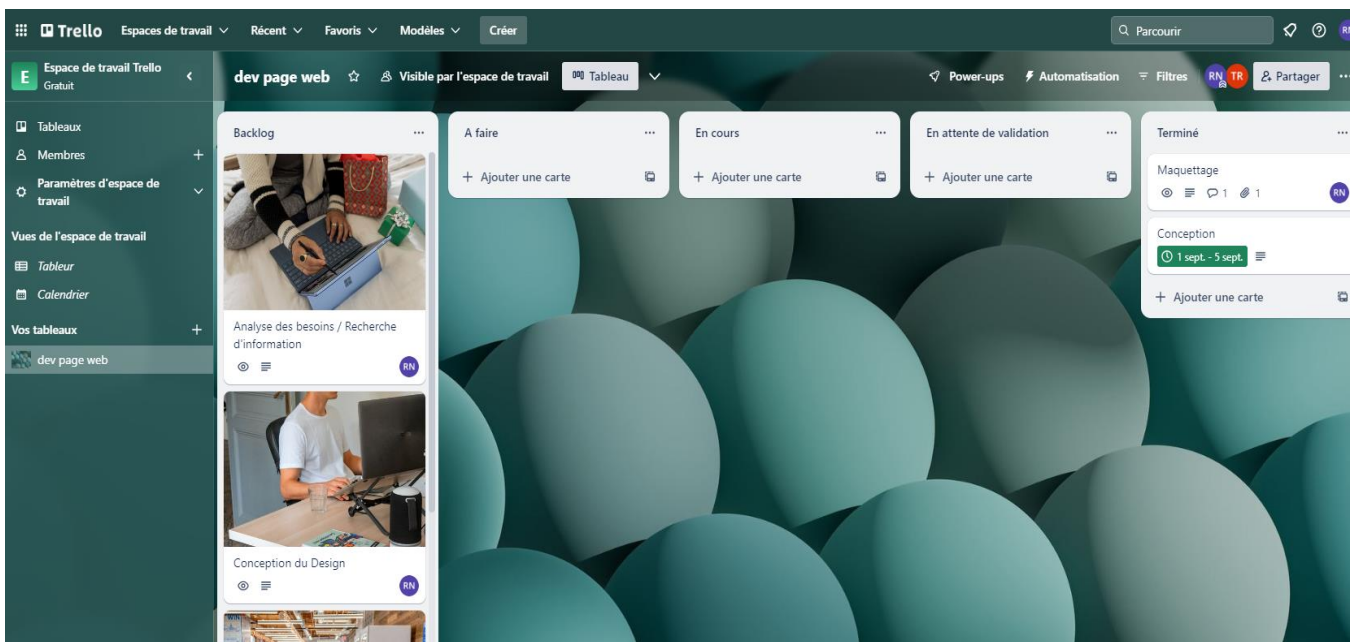 Trello
Espaces de travail
Récent
Favoris
Modèles
Créer
Parcourir
RN
E
Espace de travail Trello
Gratuit
dev page web
Visible par l'espace de travail
Tableau
Power-ups
Automatisation
Filtres
RN
TR
Partager
Tableaux
Membres
Paramètres d'espace de
travail
Vues de l'espace de travail
Tableur
Calendrier
Vos tableaux
dev page web
Backlog
Analyse des besoins / Recherche
d'information
RN
Conception du Design
RN
WIN
A faire
Ajouter une carte
En cours
Ajouter une carte
En attente de validation
Ajouter une carte
Terminé
Maquettage
1
1
RN
Conception
1 sept. - 5 sept.
Ajouter une carte